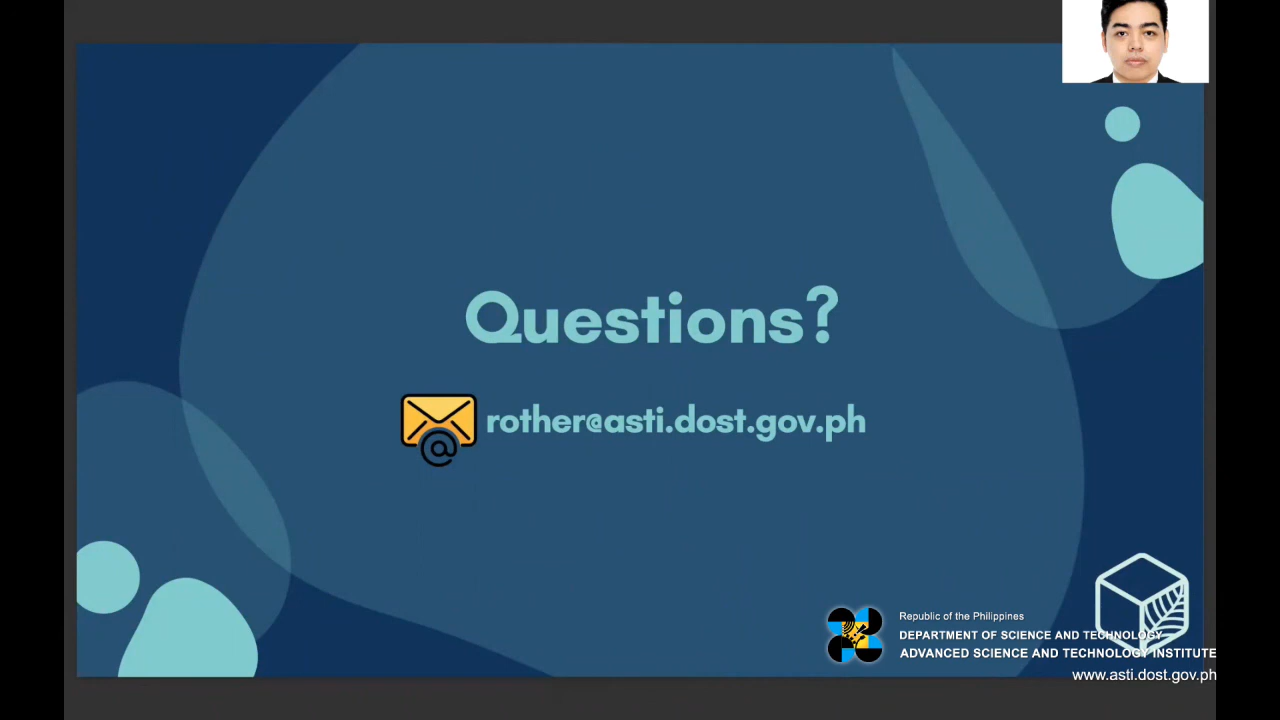 Questions?
rother@asti.dost.gov.ph
Republic of the Philippines
DEPARTMENT OF SCIENCE AND TECHNOLOGY
ADVANCED SCIENCE AND TECHNOLOGY INSTITUTE
www.asti.dost.gov.ph